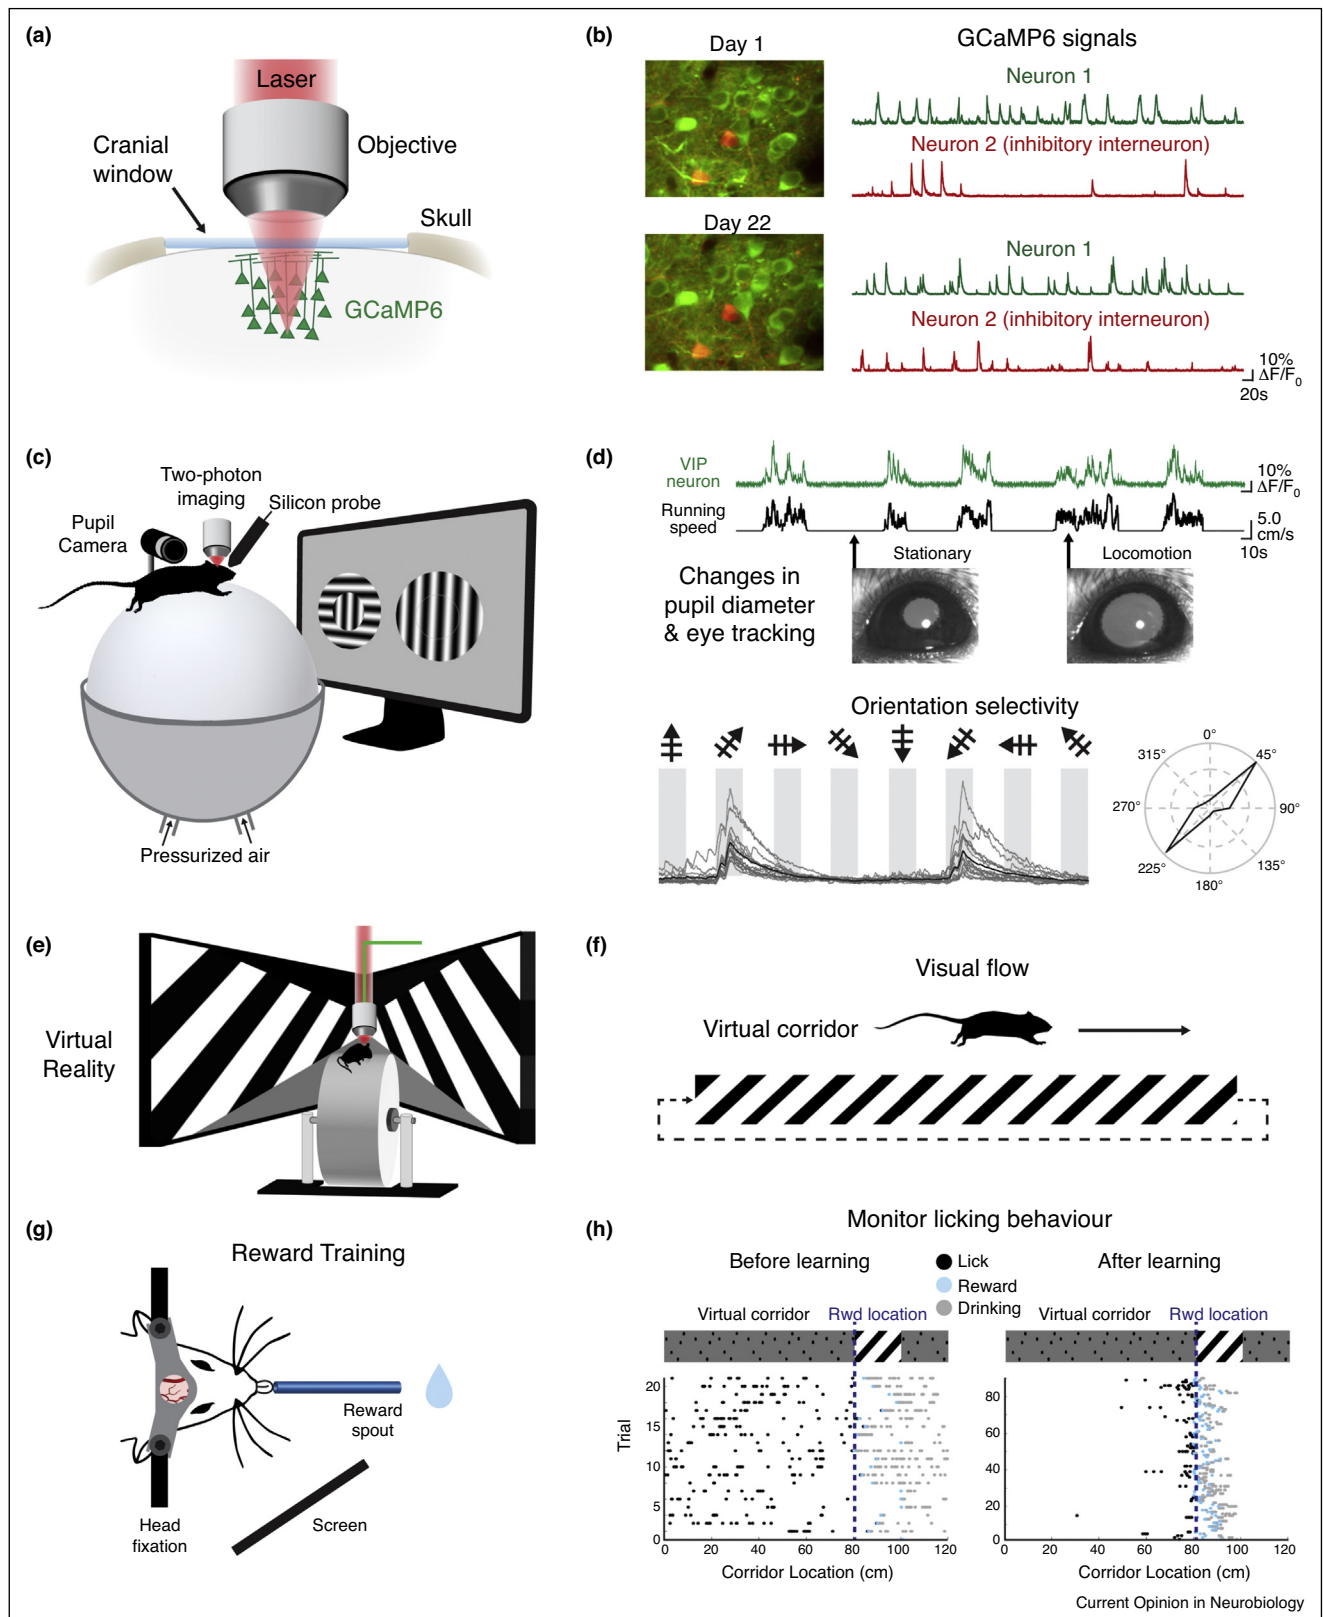 (a)
Laser
Cranial
window
Objective
Skull
GCaMP6
(b)
Day 1
GCaMP6 signals
Neuron 1
Neuron 2 (inhibitory interneuron)
Day 22
Neuron 1
Neuron 2 (inhibitory interneuron)
10%
ΔF/F0
20s
(c)
Two-photon
imaging
Silicon probe
Pupil
Camera
Pressurized air
(d)
VIP
neuron
10%
ΔF/F0
Running
speed
5.0
cm/s
10s
Stationary
Locomotion
Changes in
pupil diameter
& eye tracking
Orientation selectivity
0°
315°
45°
270°
90°
225°
135°
180°
(e)
Virtual
Reality
(f)
Visual flow
Virtual corridor
(g)
Reward Training
Reward
spout
Head
fixation
Screen
(h)
Monitor licking behaviour
Before learning
Lick
Reward
Drinking
After learning
Virtual corridor
Rwd location
Virtual corridor
Rwd location
Trial
20
15
10
5
0
0
20
40
60
80
100
120
Corridor Location (cm)
80
60
40
20
0
0
20
40
60
80
100
120
Corridor Location (cm)
Current Opinion in Neurobiology